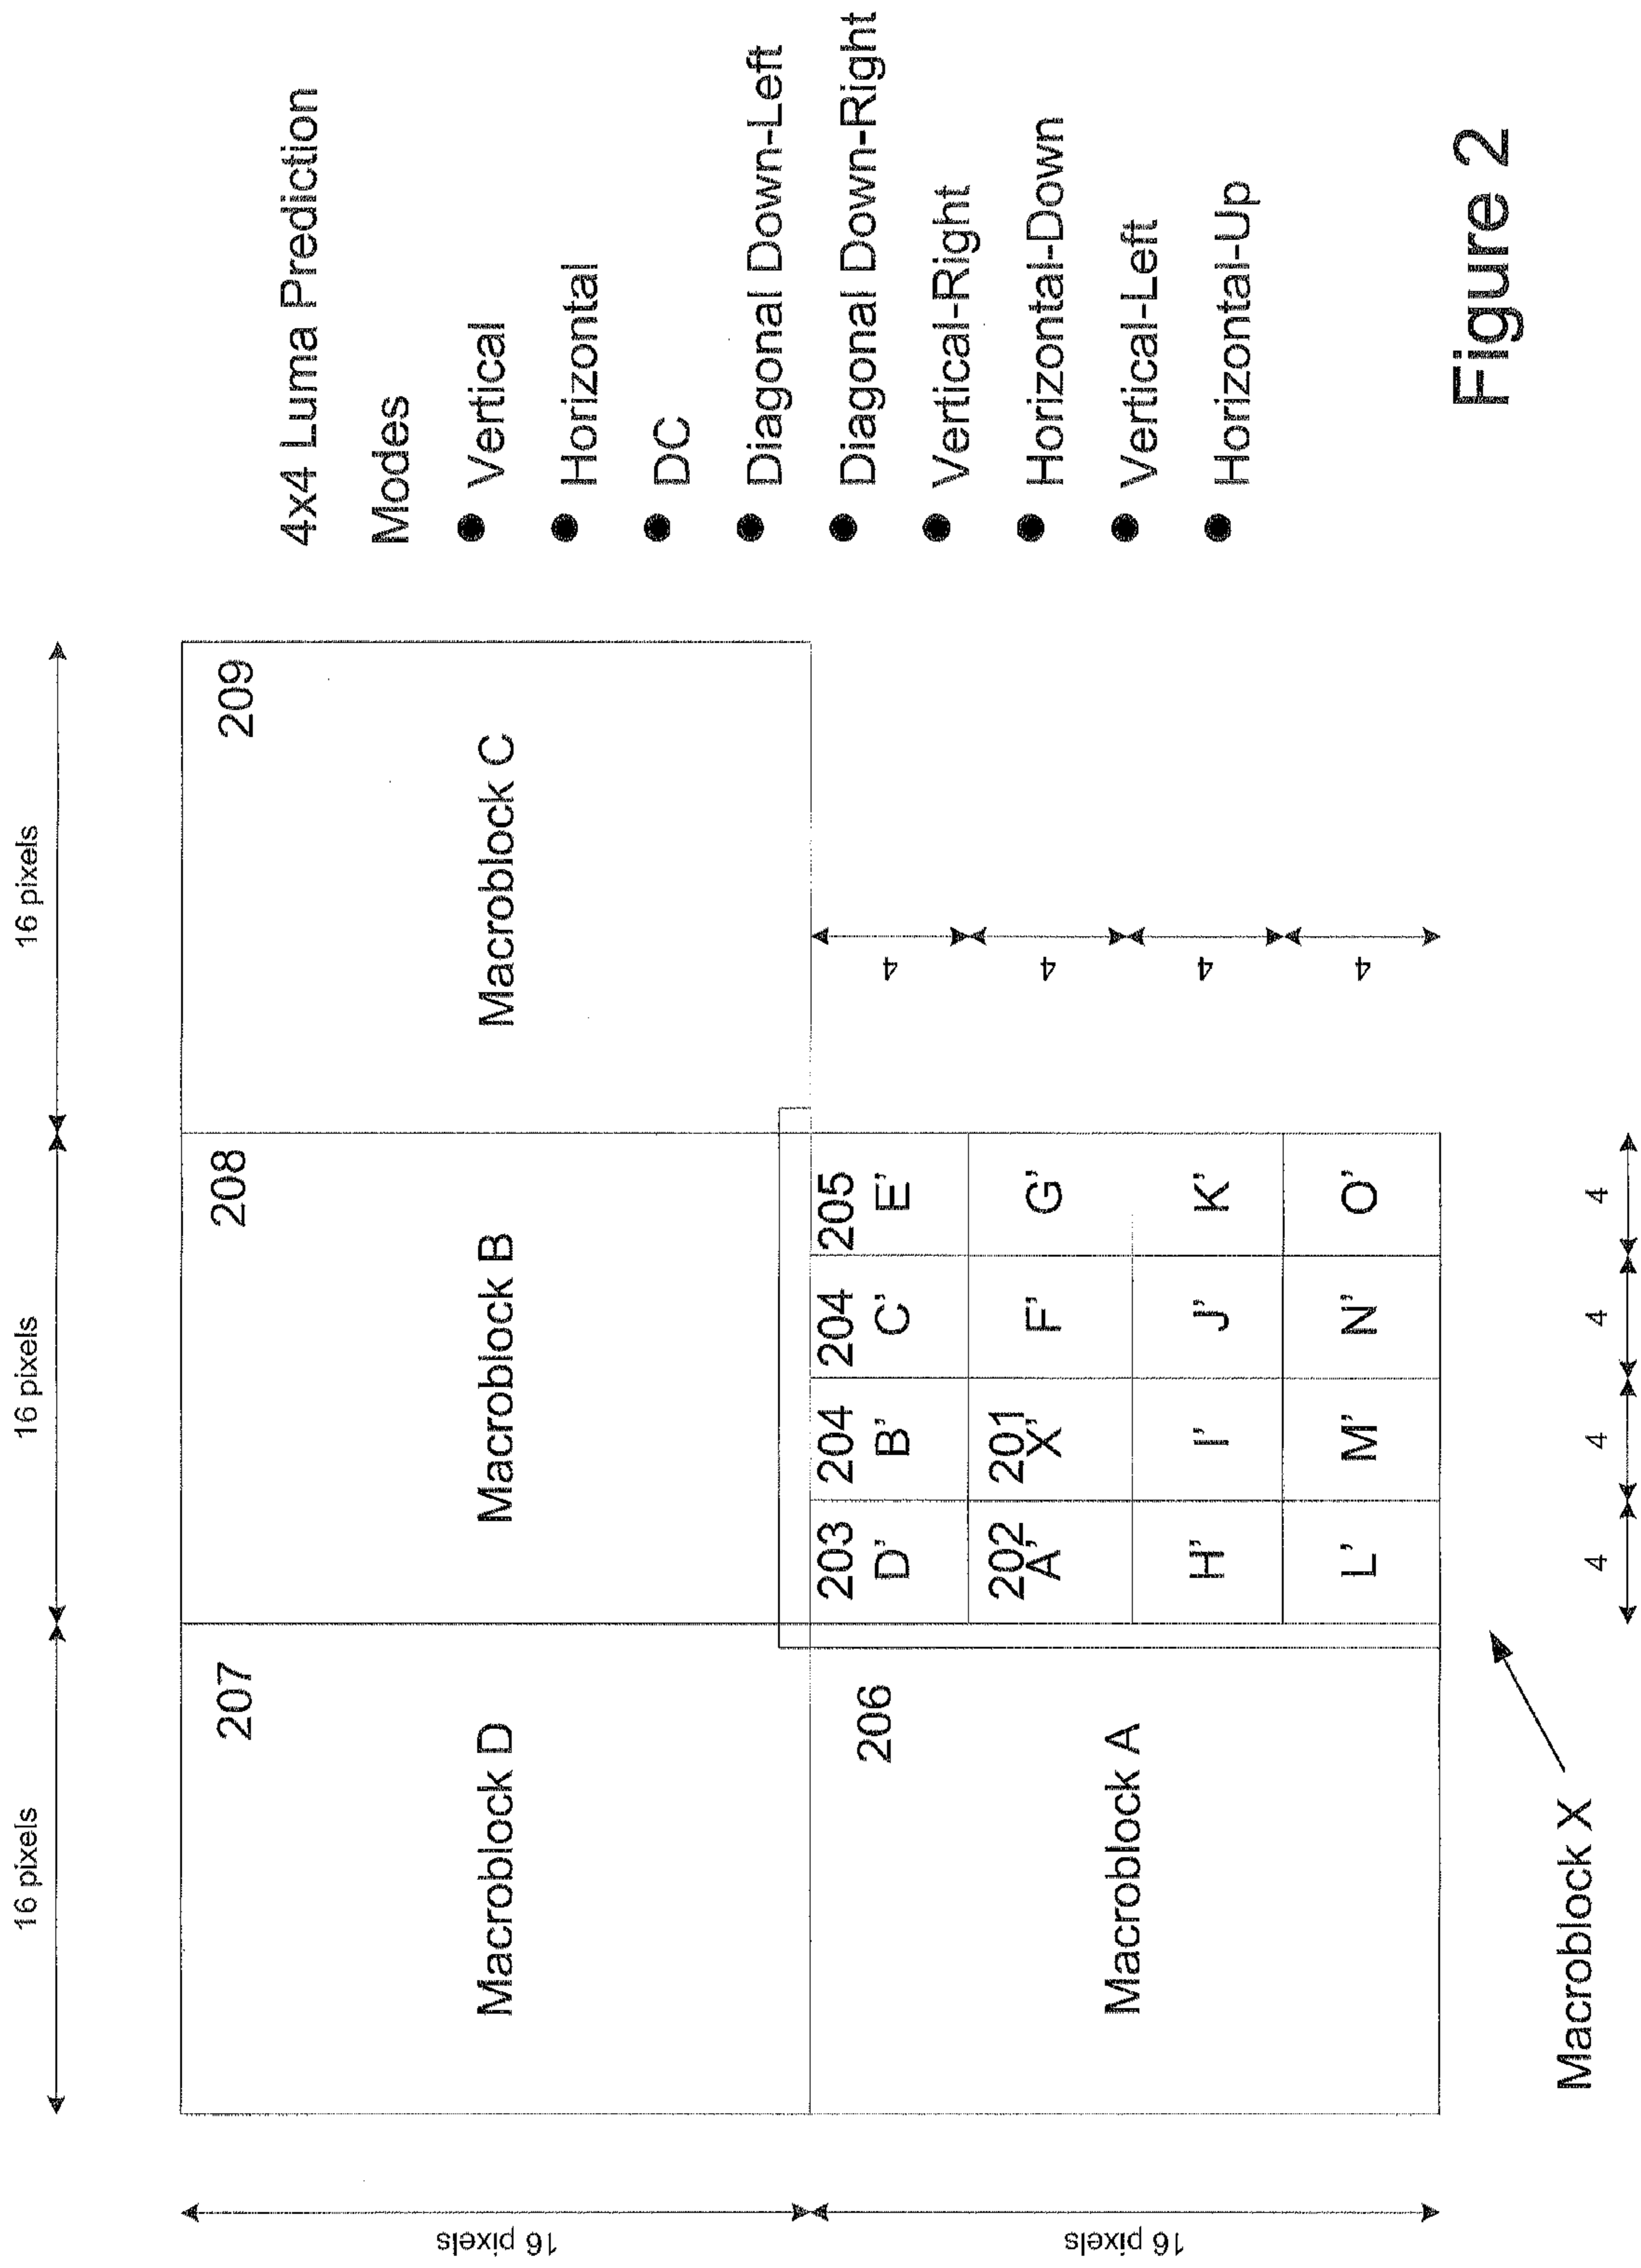 16 pixels
16 pixels
16 pixels
16 pixels
16 pixels
207
Macroblock D
208
Macroblock B
209
Macroblock C
206
Macroblock A
203
D’
204
B’
204
C’
205
E’
202
A’
201
X’
F’
G’
H’
I’
J’
K’
L’
M’
N’
O’
4
4
4
4
4
4
4
4
Macroblock X
4x4 Luma Prediction
Modes
● Vertical
● Horizontal
● DC
● Diagonal Down-Left
● Diagonal Down-Right
● Vertical-Right
● Horizontal-Down
● Vertical-Left
● Horizontal-Up
Figure 2